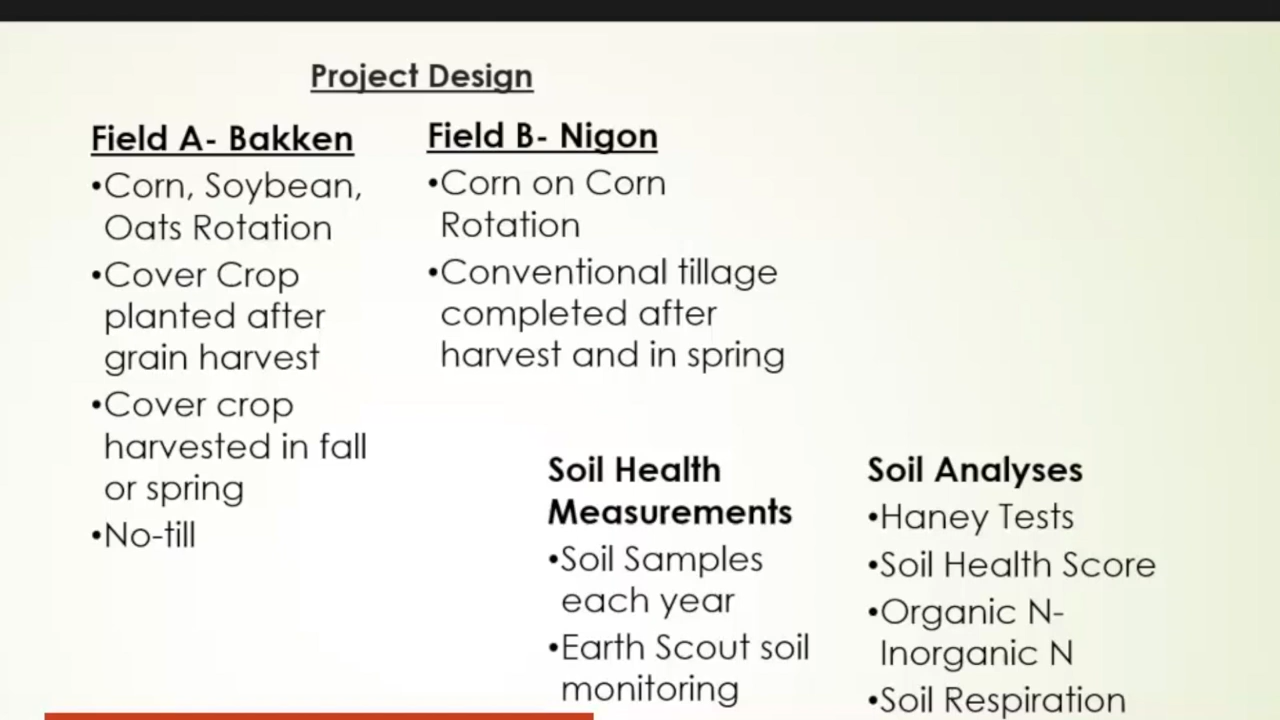 Project Design
Field A- Bakken
•Corn, Soybean,
Oats Rotation
•Cover Crop
planted after
grain harvest
•Cover crop
harvested in fall
or spring
•No-till
Field B- Nigon
•Corn on Corn
Rotation
•Conventional tillage
completed after
harvest and in spring
Soil Health
Measurements
•Soil Samples
each year
•Earth Scout soil
monitoring
Soil Analyses
•Haney Tests
•Soil Health Score
•Organic N-
Inorganic N
•Soil Respiration